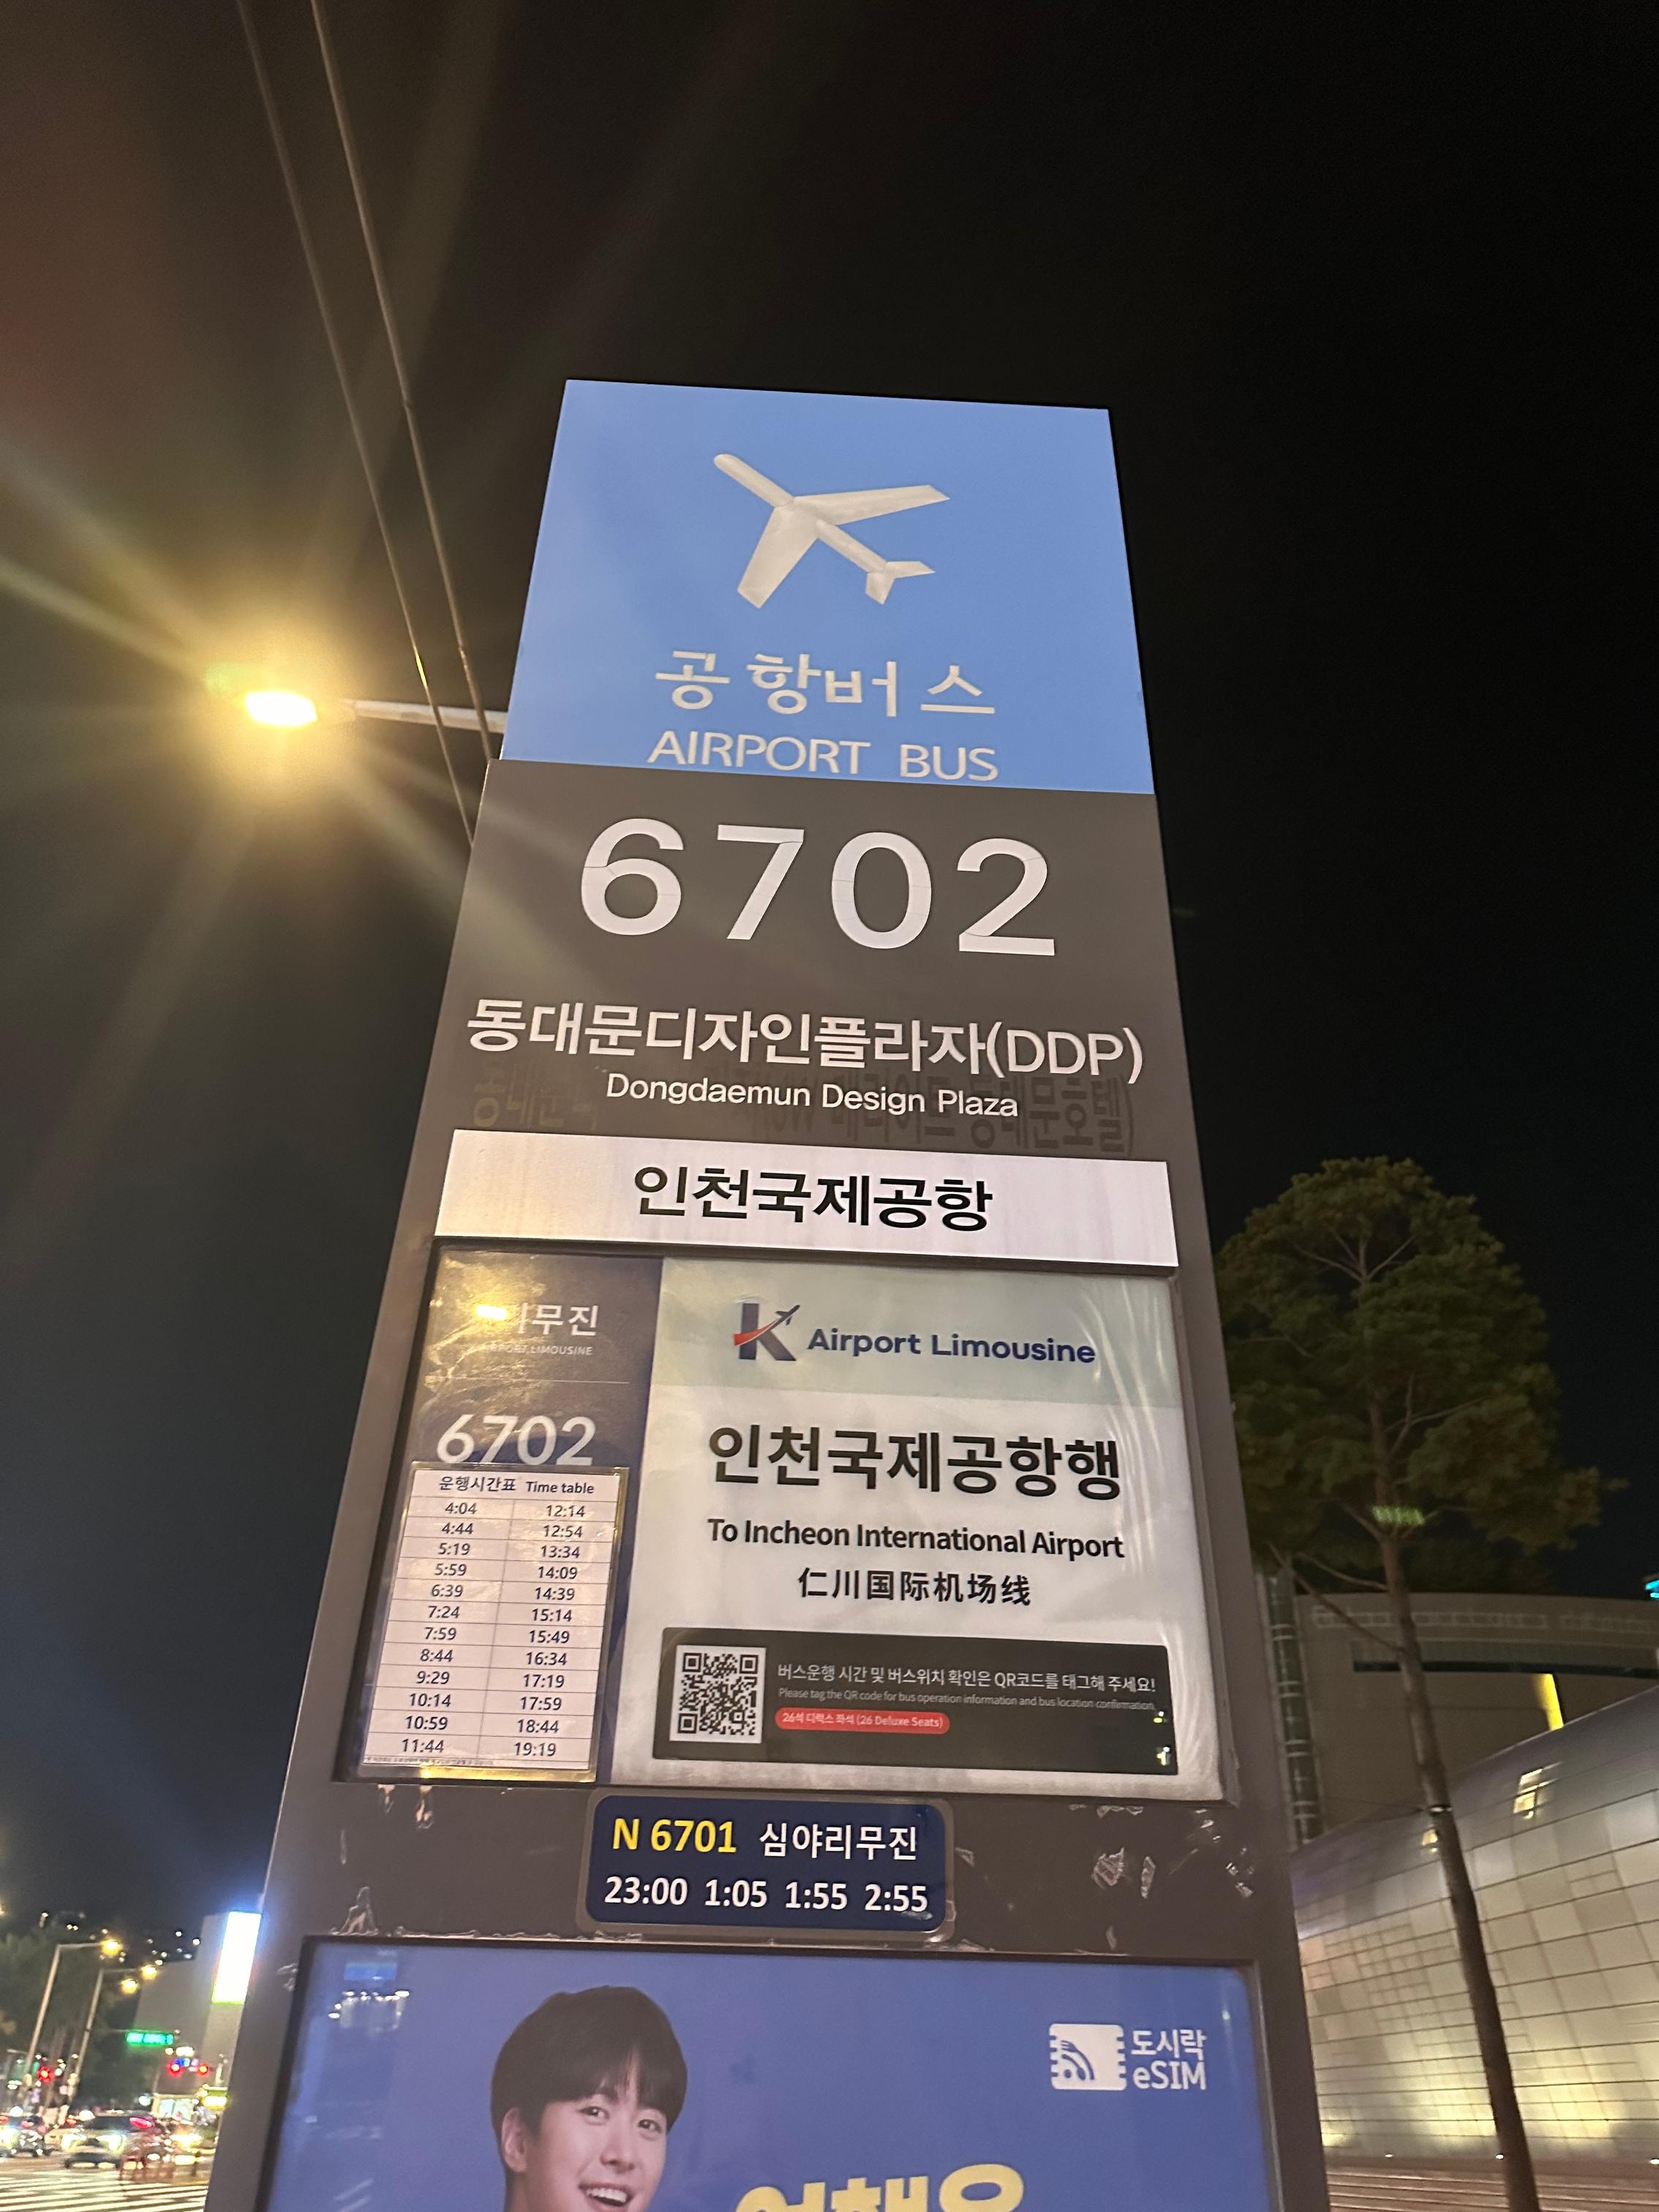 공항버스
AIRPORT BUS
6702
동대문디자인플라자(DDP)
Dongdaemun Design Plaza
인천국제공항
무진
LIMOUSINE
6702
운행시간표 Time table
4:04 12:14
4:44 12:54
5:19 13:34
5:59 14:09
6:39 14:39
7:24 15:14
7:59 15:49
8:44 16:34
9:29 17:19
10:14 17:59
10:59 18:44
11:44 19:19
K Airport Limousine
인천국제공항행
To Incheon International Airport
仁川国际机场线
버스운행 시간 및 버스위치 확인은 QR코드를 태그해 주세요!
Please tag the QR code for bus operation information and bus location confirmation.
26석 디럭스 좌석 (26 Deluxe Seats)
N 6701 심야리무진
23:00 1:05 1:55 2:55
도시락
eSIM